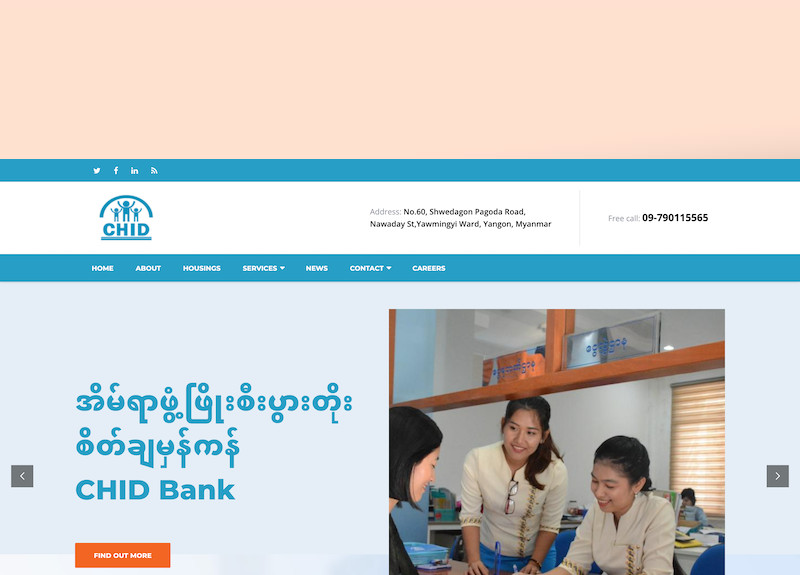 CHID
Address: No.60, Shwedagon Pagoda Road,
Nawaday St,Yawmingyi Ward, Yangon, Myanmar
Free call: 09-790115565
HOME ABOUT HOUSINGS SERVICES NEWS CONTACT CAREERS
အိမ်ရာဖွံ့ဖြိုးစီးပွားတိုး
စိတ်ချမှန်ကန်
CHID Bank
FIND OUT MORE